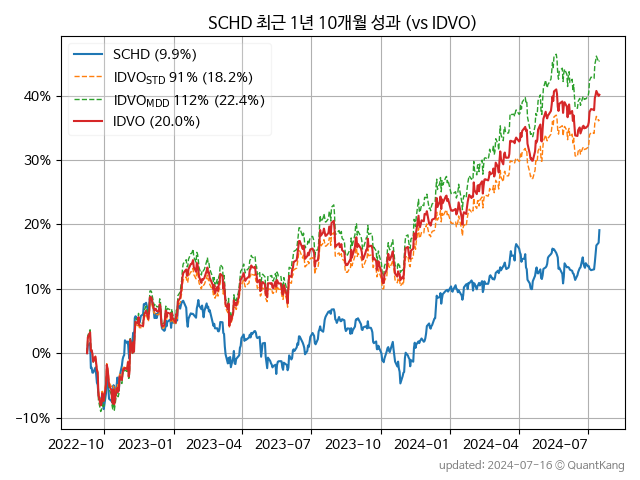 SCHD 최근 1년 10개월 성과 (vs IDVO)
SCHD (9.9%)
IDVO_STD 91% (18.2%)
IDVO_MDD 112% (22.4%)
IDVO (20.0%)
40%
30%
20%
10%
0%
−10%
2022-10 2023-01 2023-04 2023-07 2023-10 2024-01 2024-04 2024-07
updated: 2024-07-16 © QuantKang